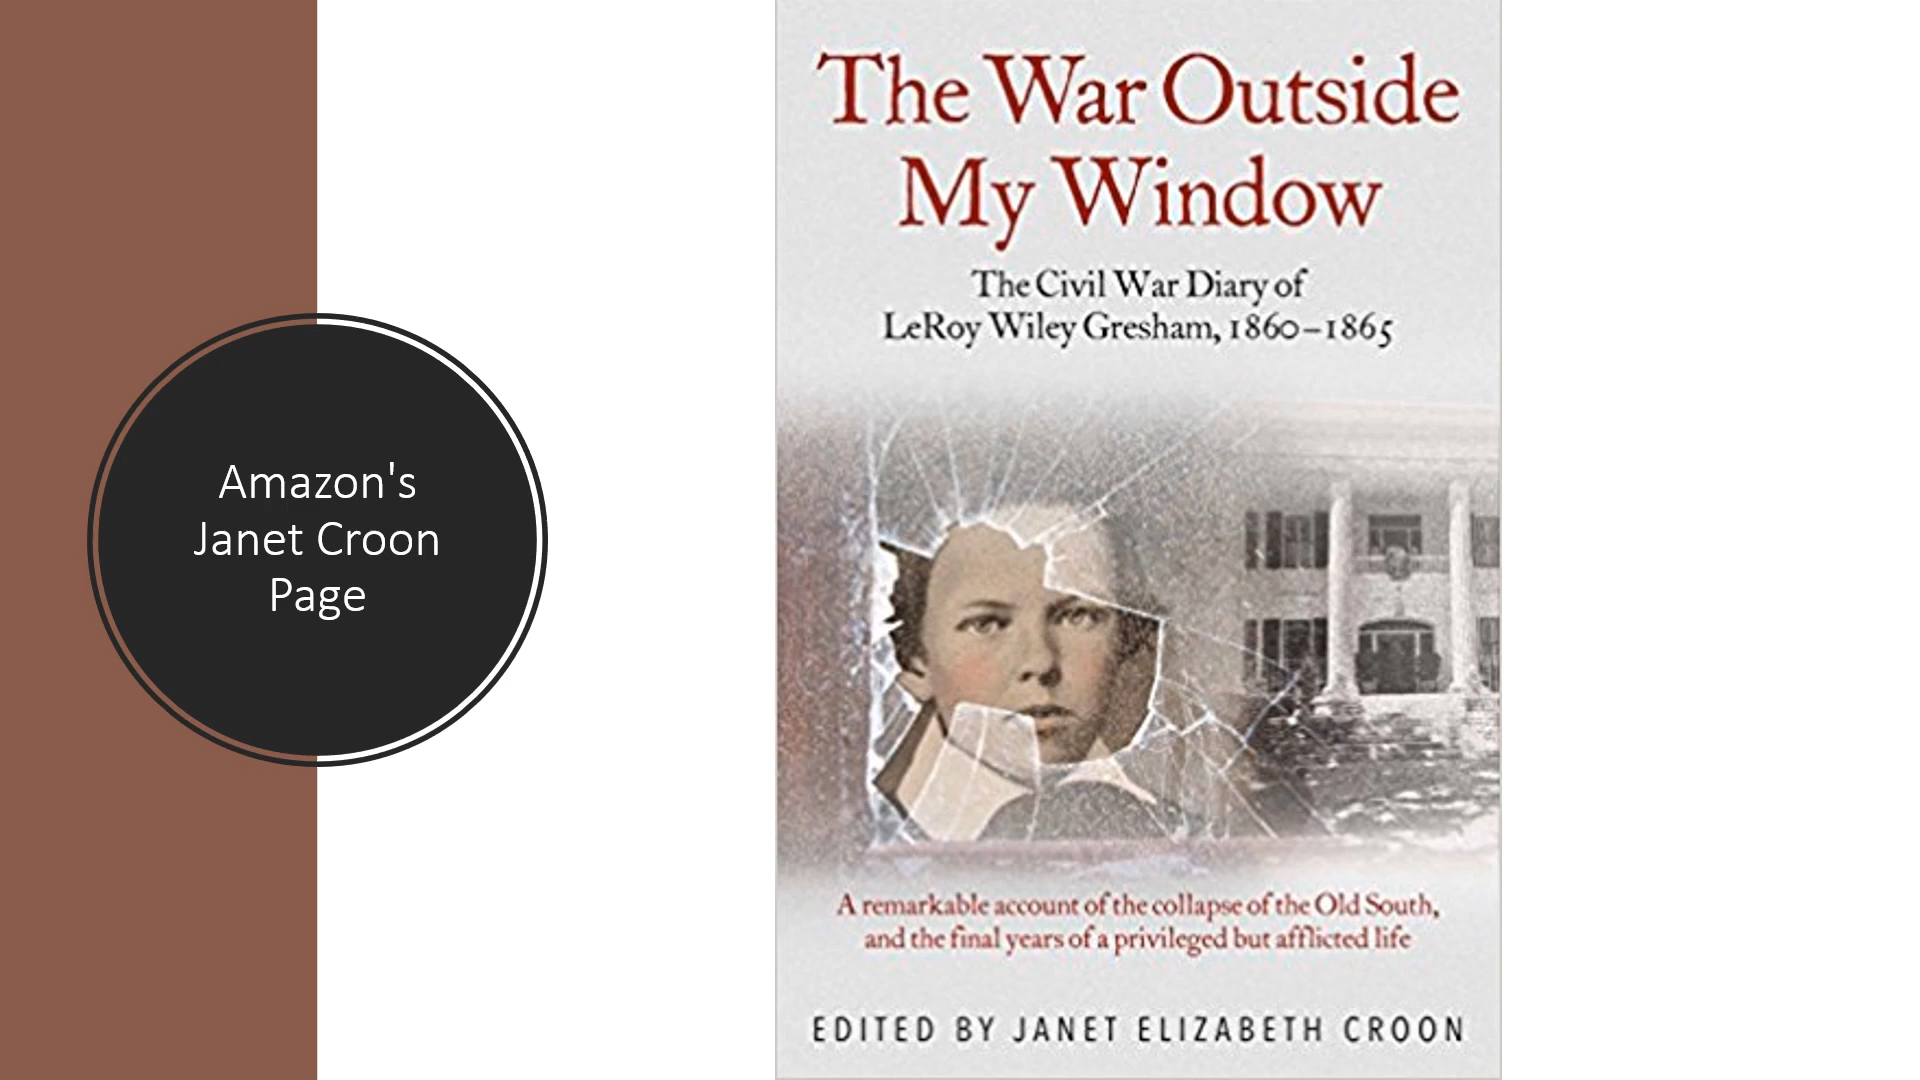 Amazon's
Janet Croon
Page
The War Outside
My Window
The Civil War Diary of
LeRoy Wiley Gresham, 1860–1865
A remarkable account of the collapse of the Old South,
and the final years of a privileged but afflicted life
EDITED BY JANET ELIZABETH CROON